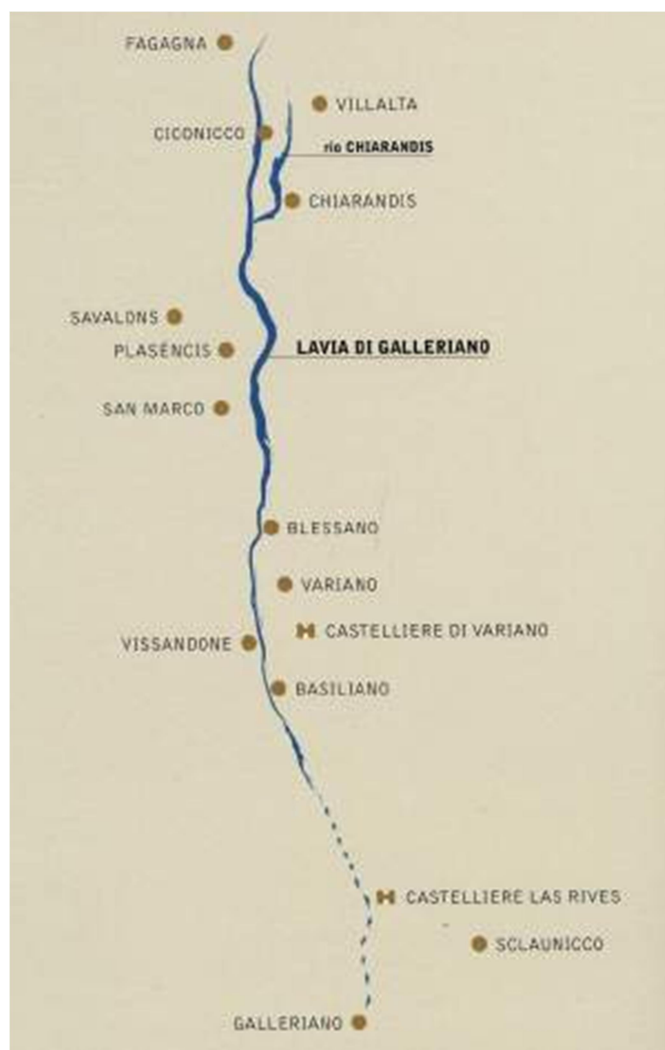 FAGAGNA
VILLALTA
CICONICCO
rio CHIARANDIS
CHIARANDIS
SAVALONS
PLASÉNCIS
LAVIA DI GALLERIANO
SAN MARCO
BLESSANO
VARIANO
CASTELLIERE DI VARIANO
VISSANDONE
BASILIANO
CASTELLIERE LAS RIVES
SCLAUNICCO
GALLERIANO